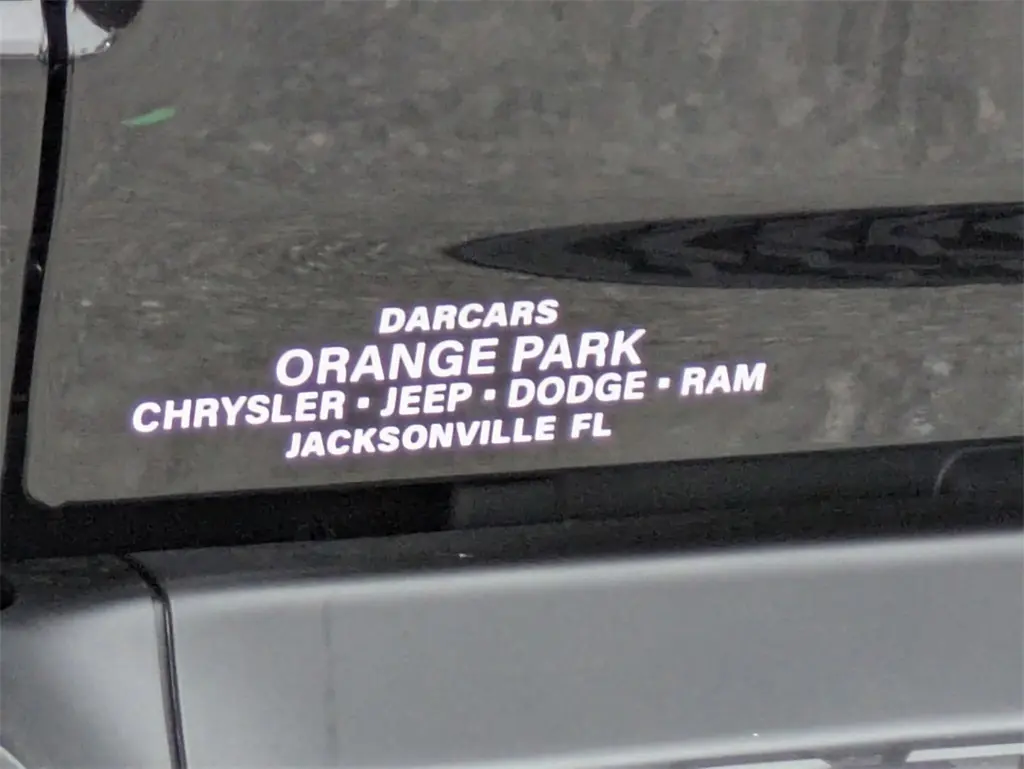 DARCARS
ORANGE PARK
CHRYSLER ▪ JEEP ▪ DODGE ▪ RAM
JACKSONVILLE FL